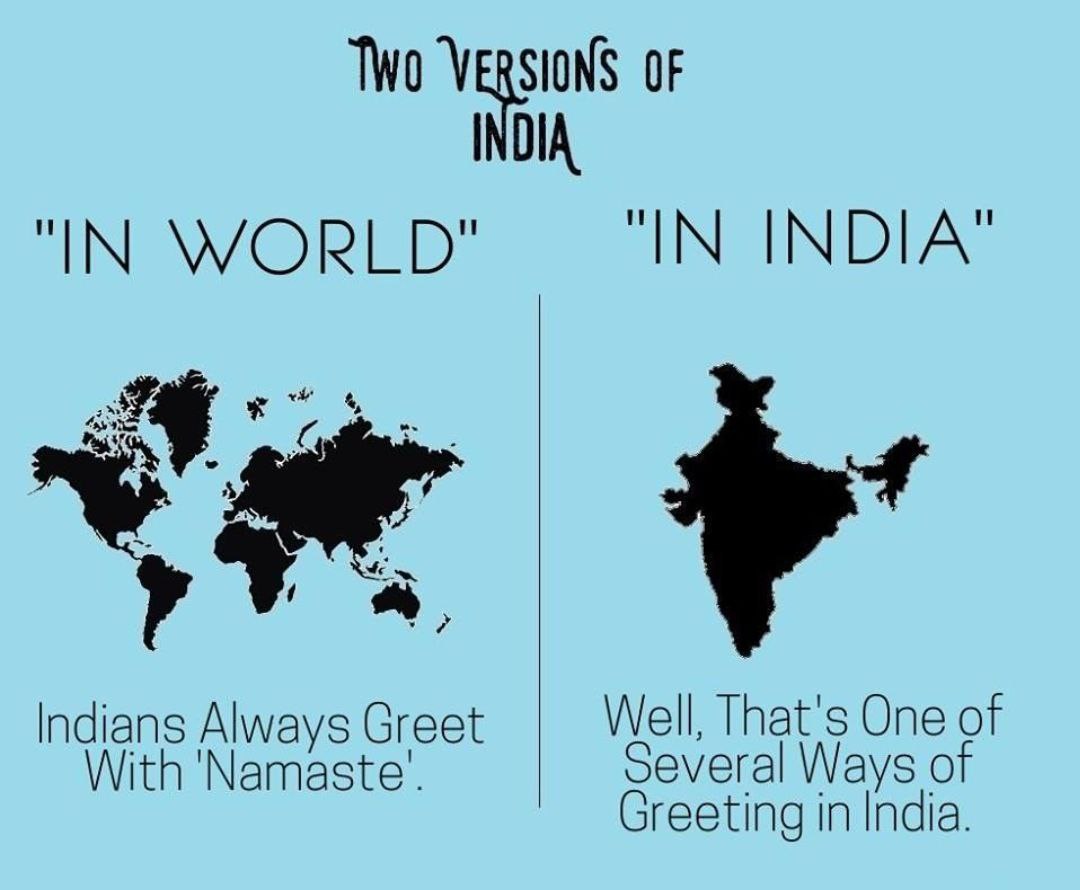 Two Versions of
India
"IN WORLD"
"IN INDIA"
Indians Always Greet
With 'Namaste'.
Well, That's One of
Several Ways of
Greeting in India.